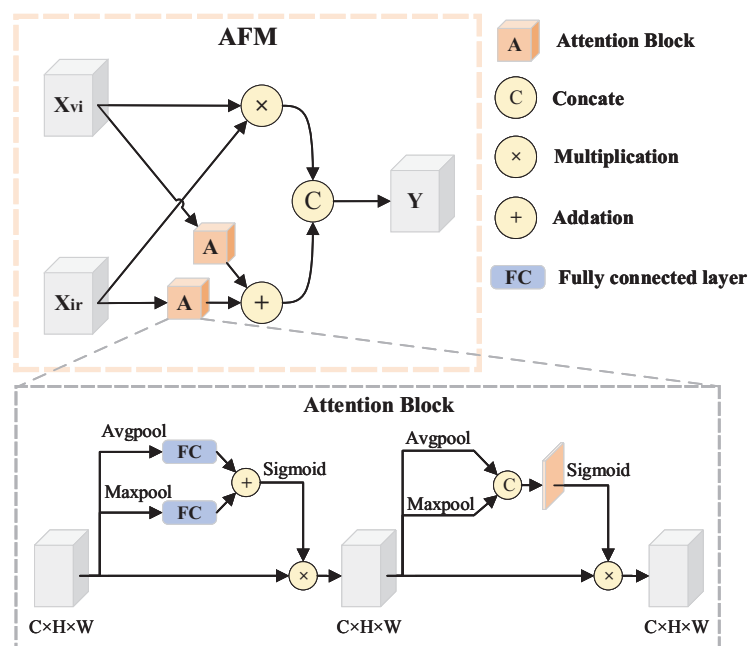 AFM
Xvi
×
A
Xir
A
+
C
Y
A Attention Block
C Concate
× Multiplication
+ Addation
FC Fully connected layer
Attention Block
Avgpool
FC
Maxpool
FC
+
Sigmoid
×
C×H×W
Avgpool
Maxpool
C
Sigmoid
×
C×H×W
C×H×W